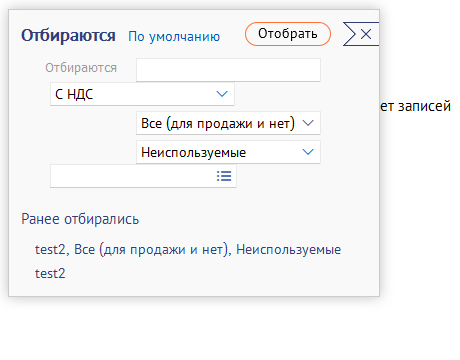 Отбираются По умолчанию Отобрать
Отбираются
С НДС
ет записей
Все (для продажи и нет)
Неиспользуемые
Ранее отбирались
test2, Все (для продажи и нет), Неиспользуемые
test2